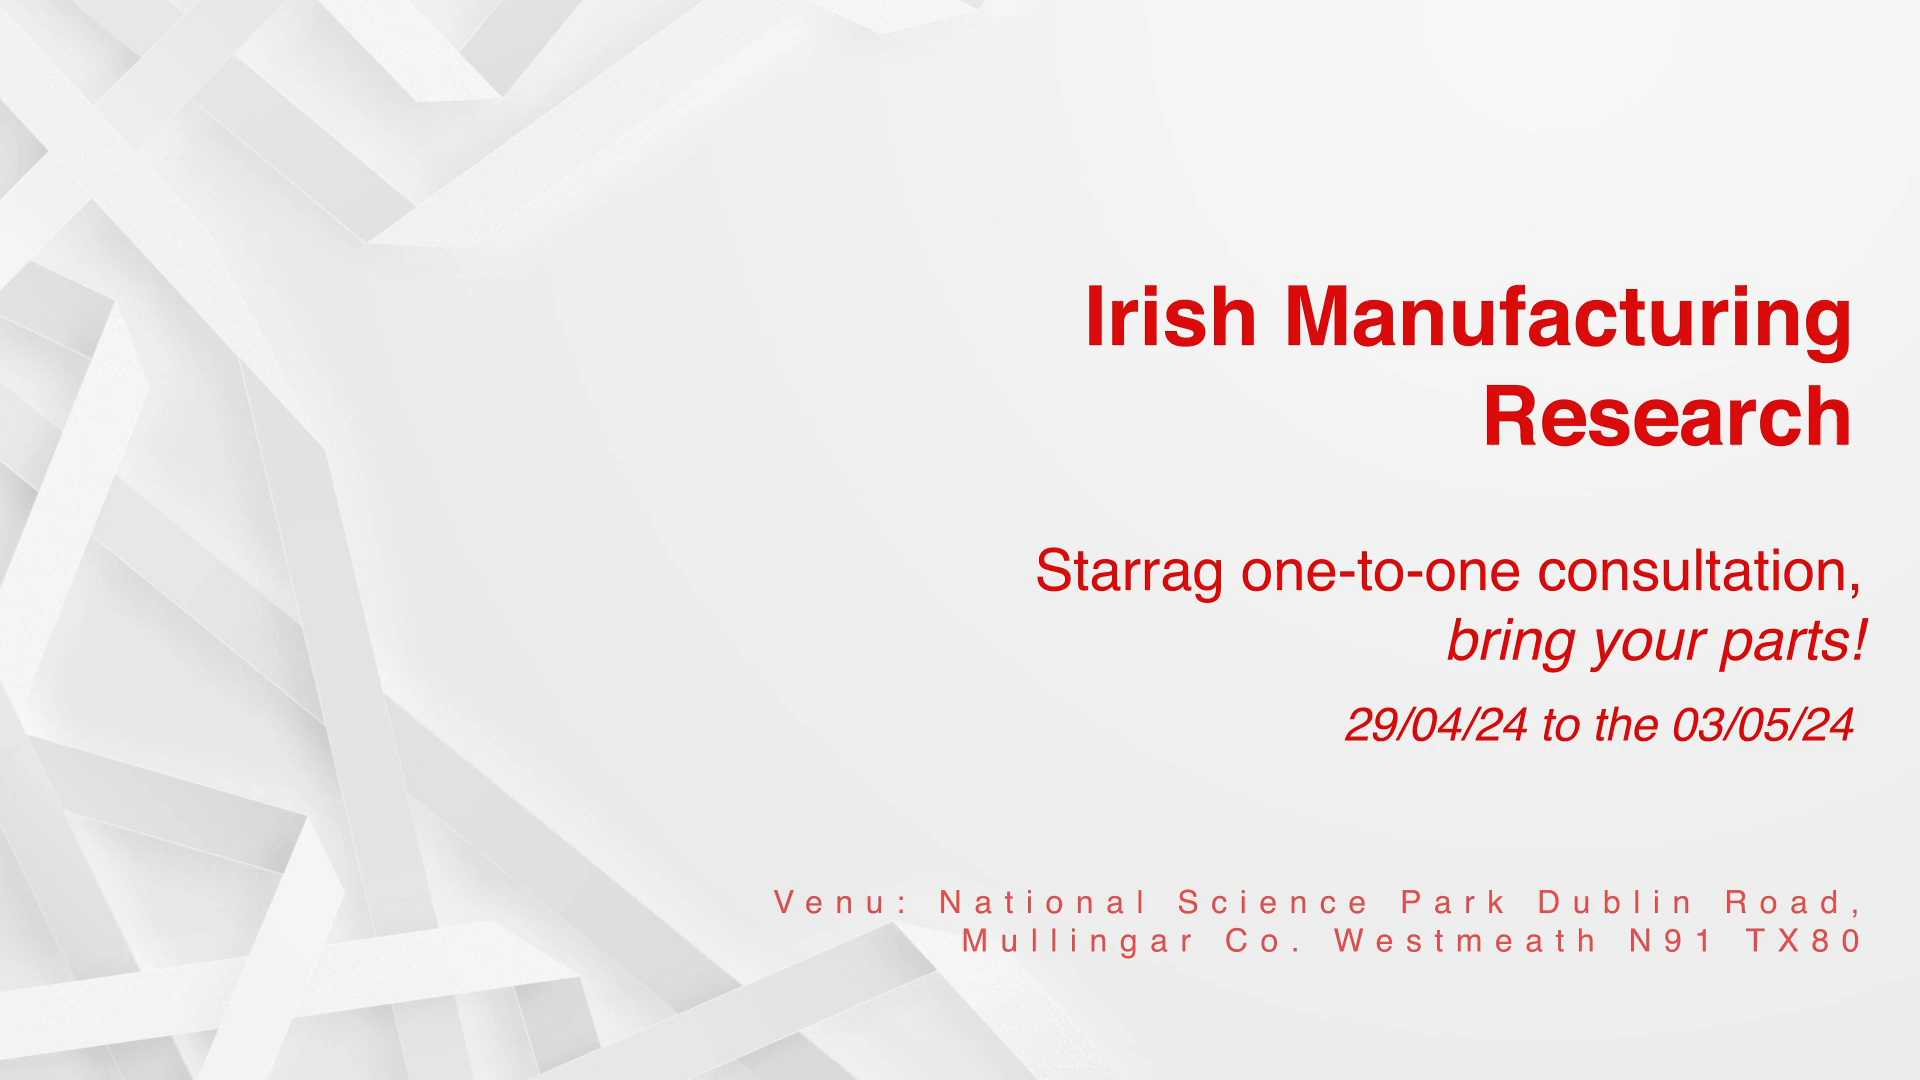 Irish Manufacturing
Research
Starrag one-to-one consultation,
bring your parts!
29/04/24 to the 03/05/24
Venu: National Science Park Dublin Road,
Mullingar Co. Westmeath N91 TX80